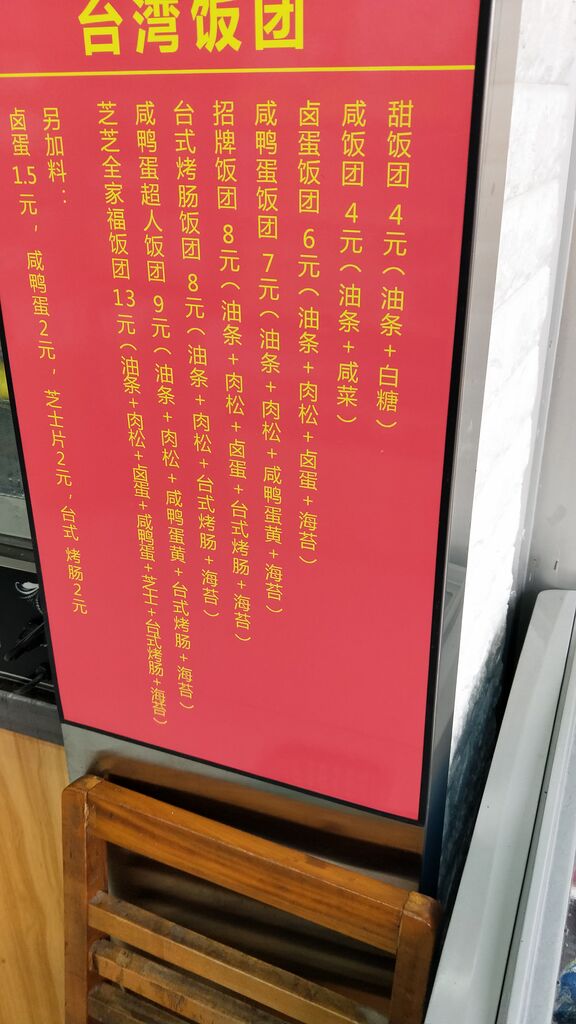 台湾饭团
甜饭团 4元（油条+白糖）
咸饭团 4元（油条+咸菜）
卤蛋饭团 6元（油条+肉松+卤蛋+海苔）
咸鸭蛋饭团 7元（油条+肉松+咸鸭蛋黄+海苔）
招牌饭团 8元（油条+肉松+卤蛋+台式烤肠+海苔）
台式烤肠饭团 8元（油条+肉松+台式烤肠+海苔）
咸鸭蛋超人饭团 9元（油条+肉松+咸鸭蛋黄+台式烤肠+海苔）
芝芝全家福饭团 13元（油条+肉松+卤蛋+咸鸭蛋+芝士+台式烤肠+海苔）
另加料：
卤蛋1.5元，咸鸭蛋2元，芝士片2元，台式 烤肠2元